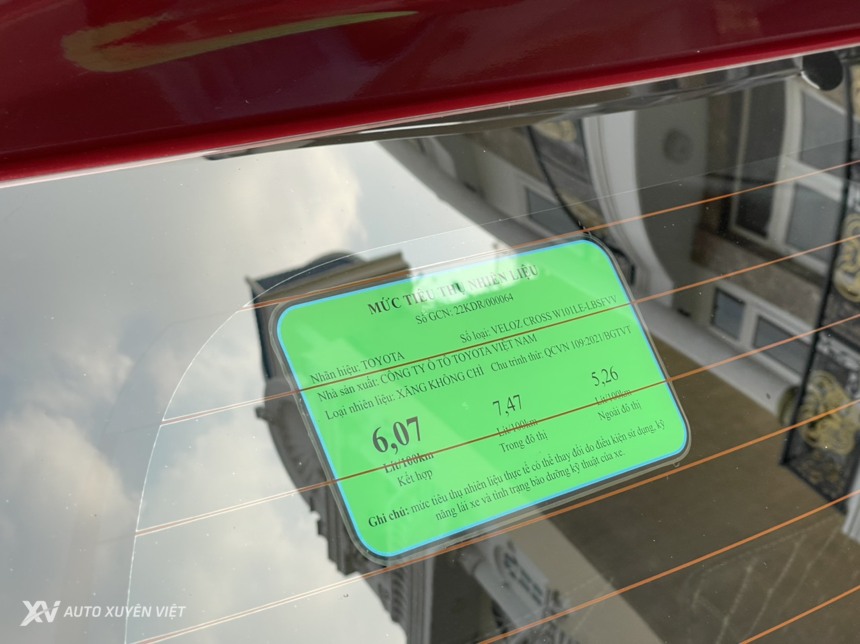 MỨC TIÊU THỤ NHIÊN LIỆU
Số GCN: 22KDR/000064
Nhãn hiệu: TOYOTA Số loại: VELOZ CROSS W101LE-LBSFVV
Nhà sản xuất: CÔNG TY Ô TÔ TOYOTA VIỆT NAM
Loại nhiên liệu: XĂNG KHÔNG CHÌ Chu trình thử: QCVN 109:2021/BGTVT
6,07 7,47 5,26
Lít/100km Lít/100km Lít/100km
Kết hợp Trong đô thị Ngoài đô thị
Ghi chú: mức tiêu thụ nhiên liệu thực tế có thể thay đổi do điều kiện sử dụng, kỹ
năng lái xe và tình trạng bảo dưỡng kỹ thuật của xe
XV AUTO XUYÊN VIỆT